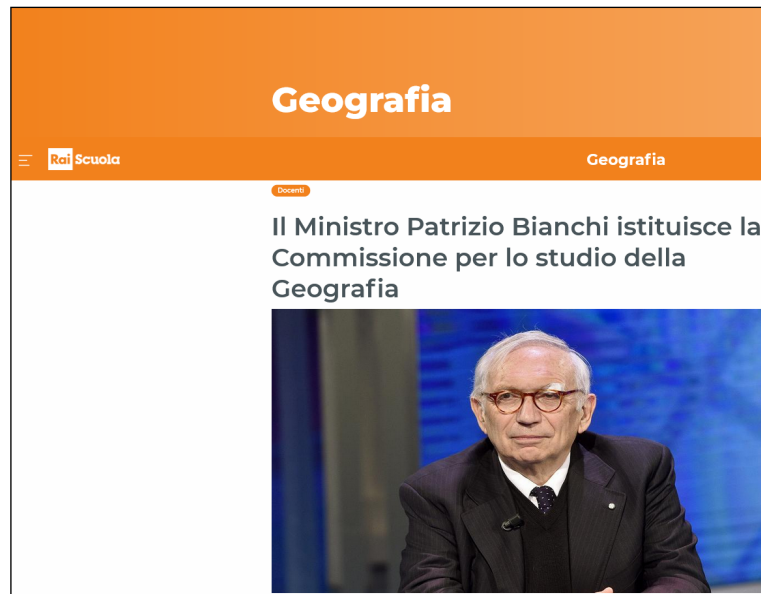 Geografia
Rai Scuola
Geografia
Docenti
Il Ministro Patrizio Bianchi istituisce la
Commissione per lo studio della
Geografia